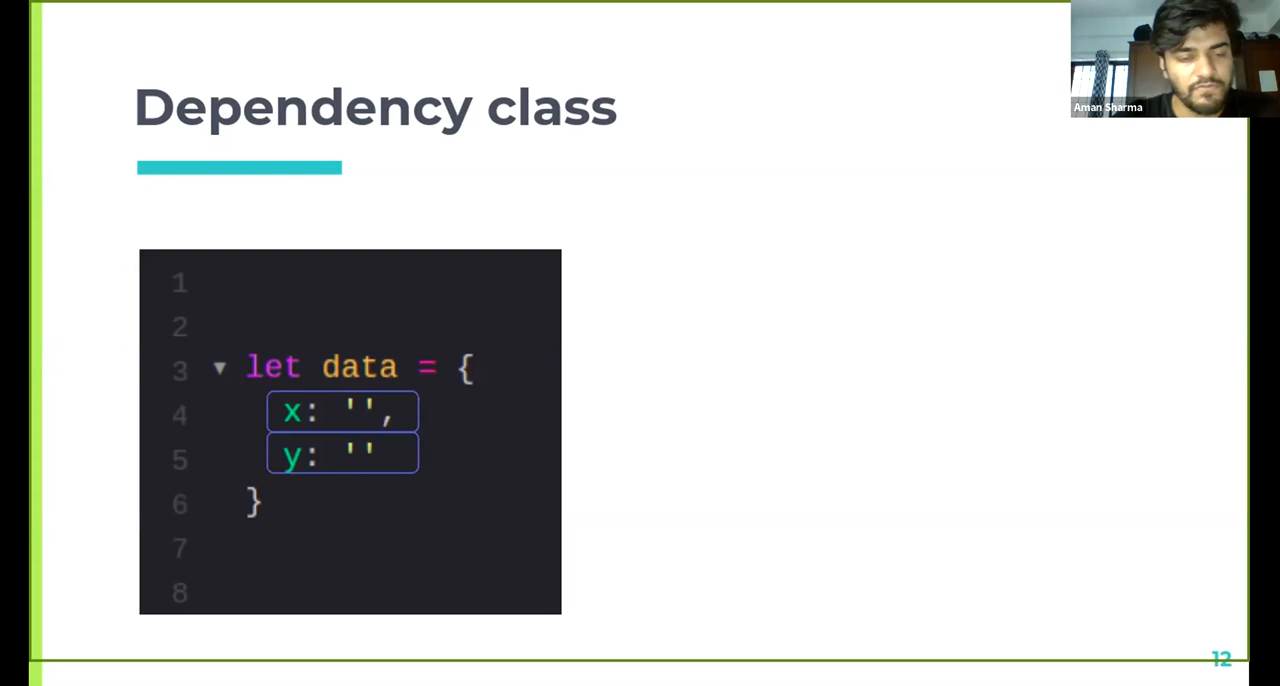 Aman Sharma
Dependency class
1
2
3 ▼ let data = {
4 x: '',
5 y: ''
6 }
7
8
12